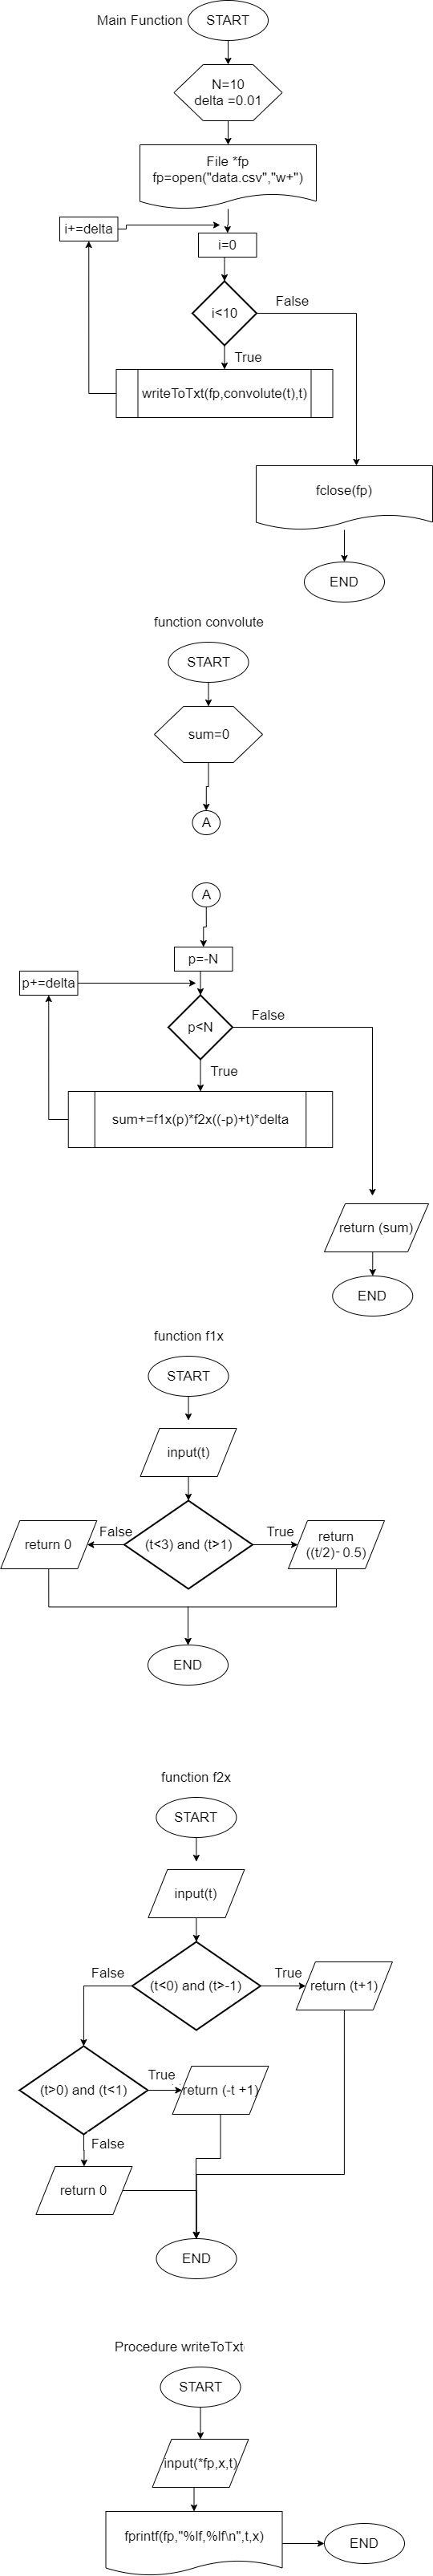 Main Function
START
N=10
delta =0.01
File *fp
fp=open("data.csv","w+")
i+=delta
i=0
i<10
False
True
writeToTxt(fp,convolute(t),t)
fclose(fp)
END
function convolute
START
sum=0
A
A
p=-N
p+=delta
p<N
False
True
sum+=f1x(p)*f2x((-p)+t)*delta
return (sum)
END
function f1x
START
input(t)
False
True
return 0
(t<3) and (t>1)
return
((t/2)- 0.5)
END
function f2x
START
input(t)
False
True
(t<0) and (t>-1)
return (t+1)
True
(t>0) and (t<1)
return (-t +1)
False
return 0
END
Procedure writeToTxt
START
input(*fp,x,t)
fprintf(fp,"%lf,%lf\n",t,x)
END